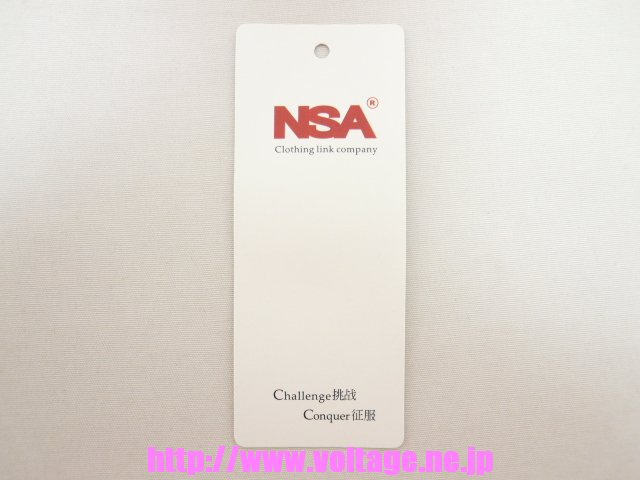 NSA®
Clothing link company
Challenge挑战
Conquer征服
http://www.voltage.ne.jp